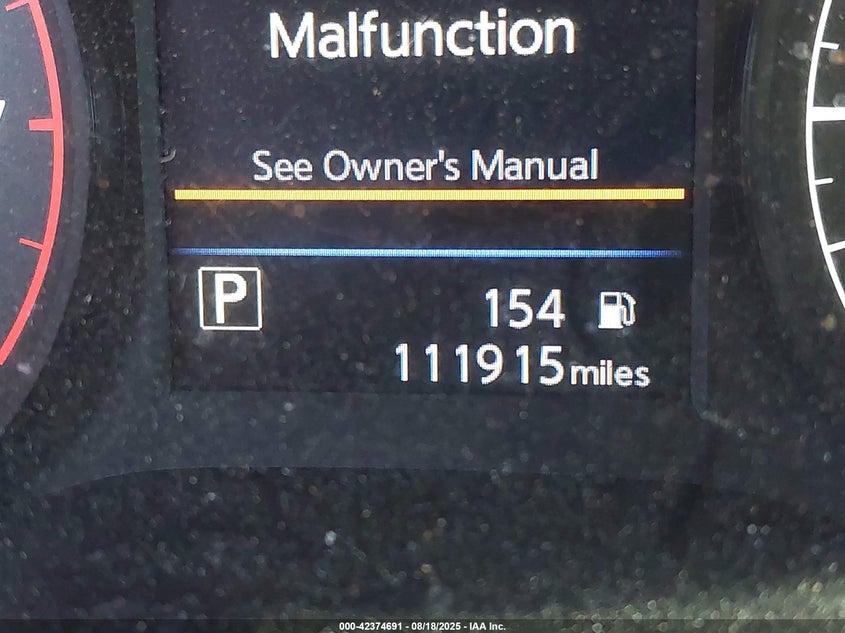 Malfunction
See Owner's Manual
P
154
111915 miles
000-42374691 - 08/18/2025 - IAA Inc.